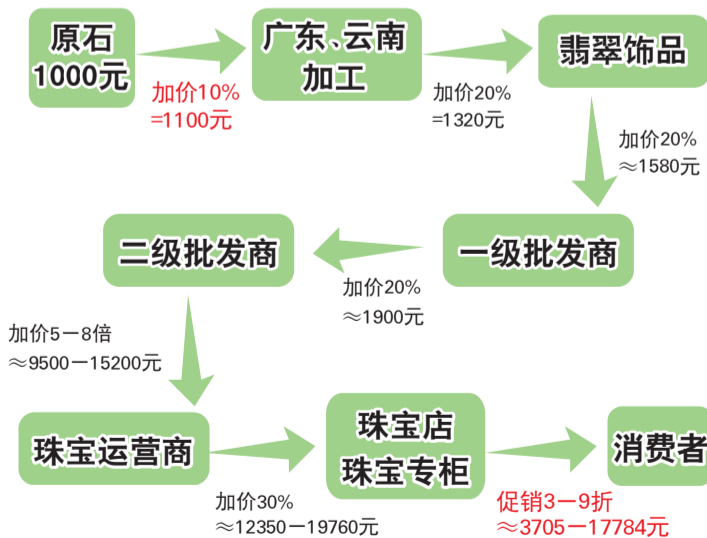 原石
1000元
加价10%
=1100元
广东、云南
加工
加价20%
=1320元
翡翠饰品
加价20%
≈1580元
一级批发商
加价20%
≈1900元
二级批发商
加价5－8倍
≈9500－15200元
珠宝运营商
加价30%
≈12350－19760元
珠宝店
珠宝专柜
促销3－9折
≈3705－17784元
消费者